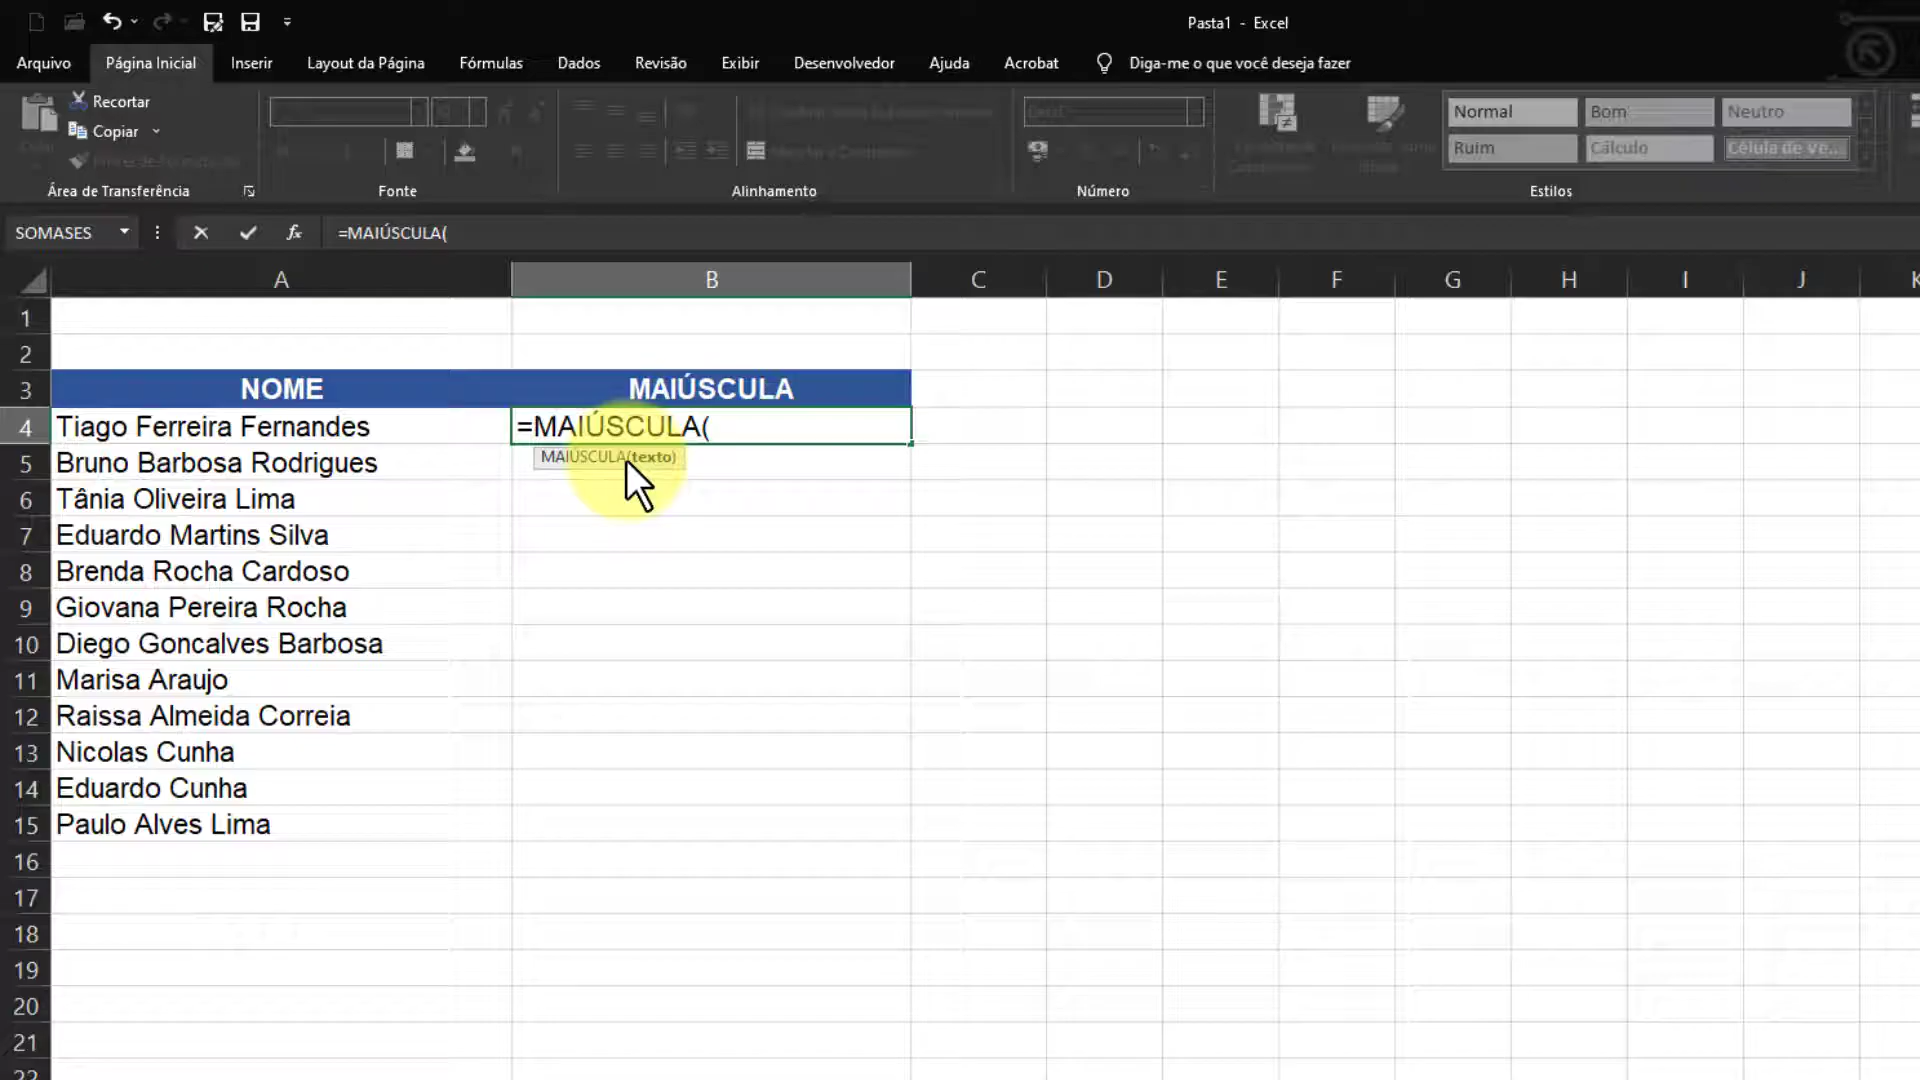 Pasta1 - Excel
Arquivo Página Inicial Inserir Layout da Página Fórmulas Dados Revisão Exibir Desenvolvedor Ajuda Acrobat Diga-me o que você deseja fazer
Recortar
Copiar
Normal Bom Neutro
Ruim Cálculo Célula de Ve...
Área de Transferência Fonte Alinhamento Número Estilos
SOMASES fx =MAIÚSCULA(
A B C D E F G H I J K
1
2
3 NOME MAIÚSCULA
4 Tiago Ferreira Fernandes =MAIÚSCULA(
MAIÚSCULA(texto)
5 Bruno Barbosa Rodrigues
6 Tânia Oliveira Lima
7 Eduardo Martins Silva
8 Brenda Rocha Cardoso
9 Giovana Pereira Rocha
10 Diego Goncalves Barbosa
11 Marisa Araujo
12 Raissa Almeida Correia
13 Nicolas Cunha
14 Eduardo Cunha
15 Paulo Alves Lima
16
17
18
19
20
21
22